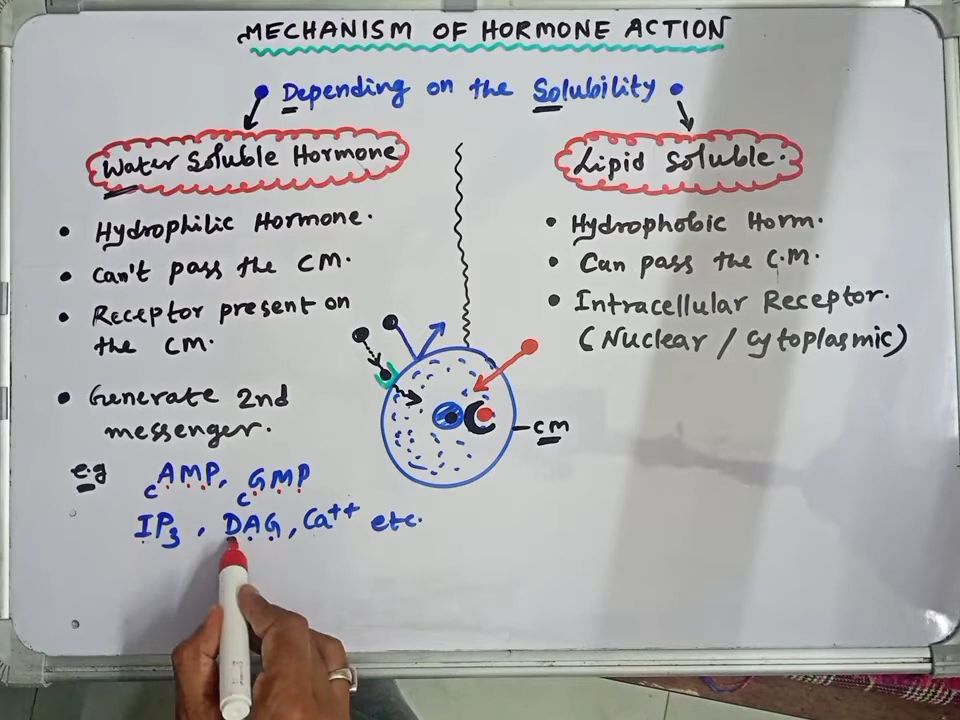 MECHANISM OF HORMONE ACTION
Depending on the Solubility
Water Soluble Hormone
• Hydrophilic Hormone.
• Can't pass the CM.
• Receptor present on
the CM.
• Generate 2nd
messenger.
e.g cAMP, cGMP
IP3, DAG, Ca++ etc.
Lipid Soluble.
• Hydrophobic Horm.
• Can pass the C.M.
• Intracellular Receptor.
(Nuclear / Cytoplasmic)
CM